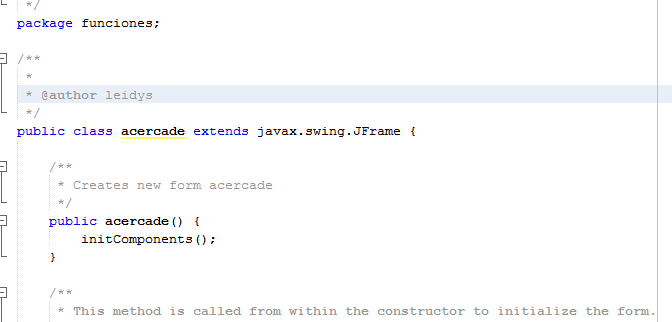 */
package funciones;
/**
*
* @author leidys
*/
public class acercade extends javax.swing.JFrame {
/**
* Creates new form acercade
*/
public acercade() {
initComponents();
}
/**
* This method is called from within the constructor to initialize the form.